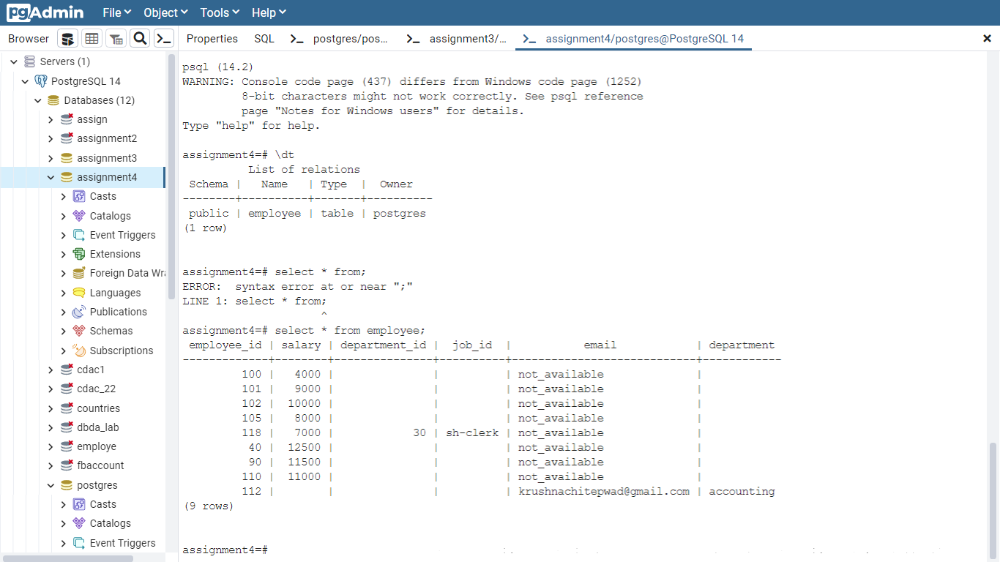 pgAdmin File Object Tools Help
Browser
Properties SQL postgres/pos... assignment3/... assignment4/postgres@PostgreSQL 14
Servers (1)
PostgreSQL 14
Databases (12)
assign
assignment2
assignment3
assignment4
Casts
Catalogs
Event Triggers
Extensions
Foreign Data Wra
Languages
Publications
Schemas
Subscriptions
cdac1
cdac_22
countries
dbda_lab
employe
fbaccount
postgres
Casts
Catalogs
Event Triggers
psql (14.2)
WARNING: Console code page (437) differs from Windows code page (1252)
         8-bit characters might not work correctly. See psql reference
         page "Notes for Windows users" for details.
Type "help" for help.
assignment4=# \dt
          List of relations
 Schema |   Name   | Type  |  Owner
--------+----------+-------+----------
 public | employee | table | postgres
(1 row)
assignment4=# select * from;
ERROR:  syntax error at or near ";"
LINE 1: select * from;
                     ^
assignment4=# select * from employee;
 employee_id | salary | department_id |  job_id  |           email            | department
-------------+--------+---------------+----------+----------------------------+------------
         100 |   4000 |               |          | not_available              |
         101 |   9000 |               |          | not_available              |
         102 |  10000 |               |          | not_available              |
         105 |   8000 |               |          | not_available              |
         118 |   7000 |            30 | sh-clerk | not_available              |
          40 |  12500 |               |          | not_available              |
          90 |  11500 |               |          | not_available              |
         110 |  11000 |               |          | not_available              |
         112 |        |               |          | krushnachitepwad@gmail.com | accounting
(9 rows)
assignment4=#